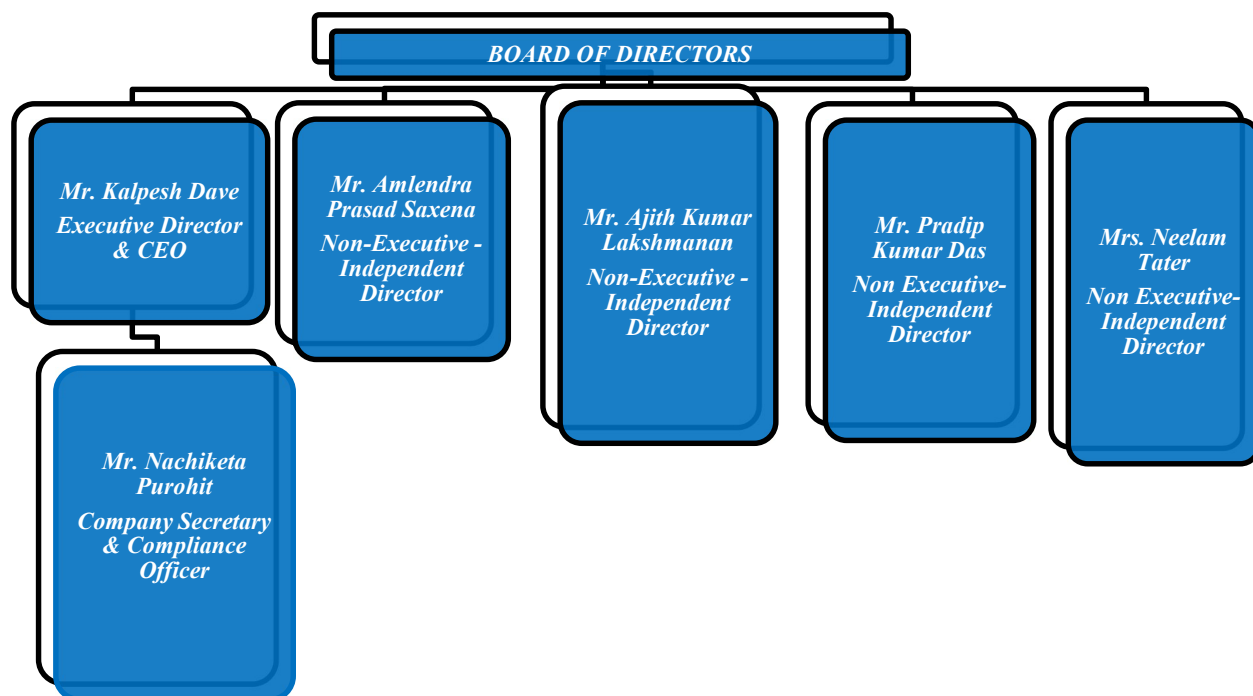 BOARD OF DIRECTORS
Mr. Kalpesh Dave
Executive Director
& CEO
Mr. Amlendra
Prasad Saxena
Non-Executive -
Independent
Director
Mr. Ajith Kumar
Lakshmanan
Non-Executive -
Independent
Director
Mr. Pradip
Kumar Das
Non Executive-
Independent
Director
Mrs. Neelam
Tater
Non Executive-
Independent
Director
Mr. Nachiketa
Purohit
Company Secretary
& Compliance
Officer